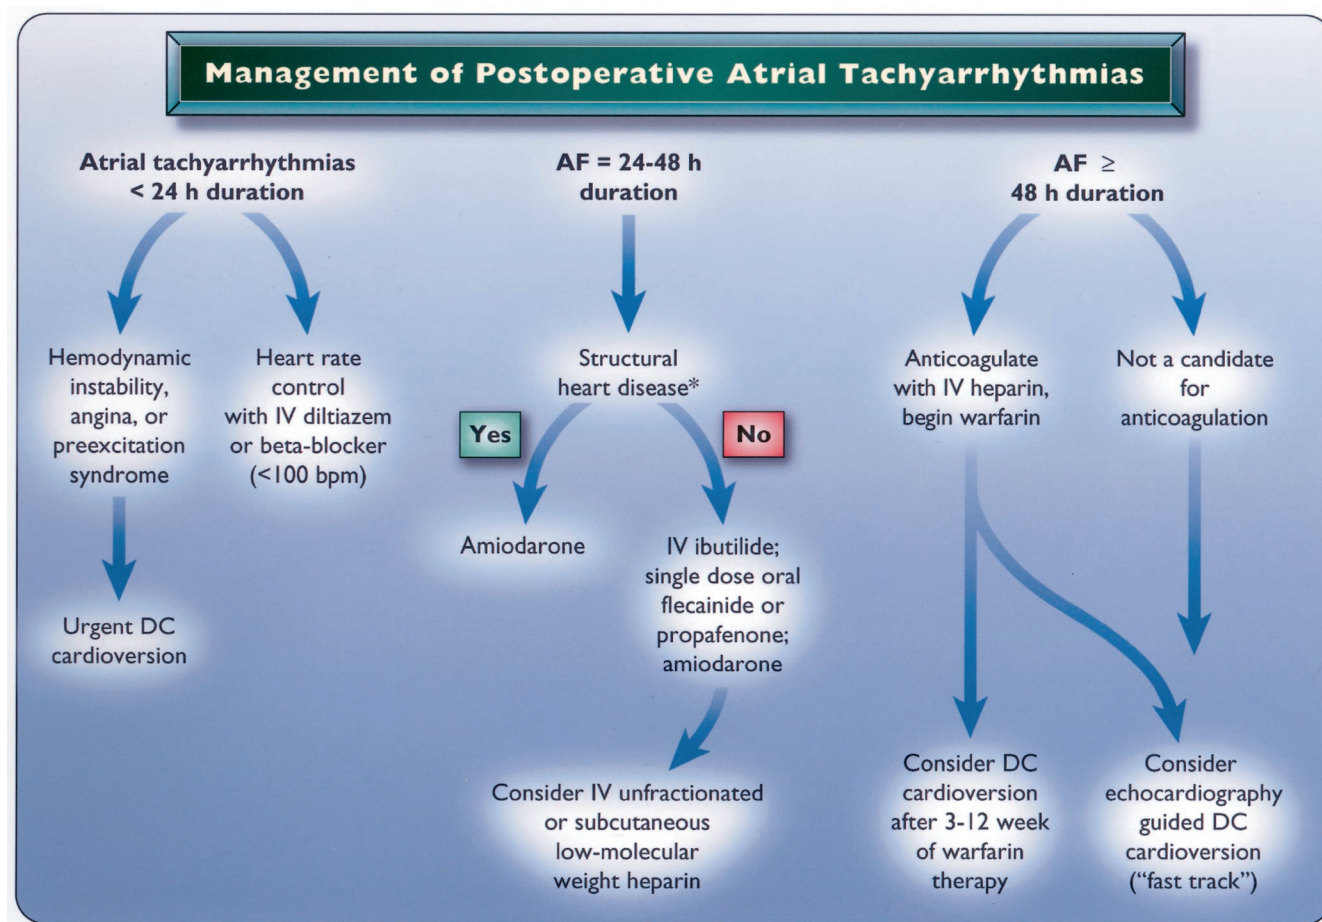 Management of Postoperative Atrial Tachyarrhythmias
Atrial tachyarrhythmias
< 24 h duration
Hemodynamic
instability,
angina, or
preexcitation
syndrome
Urgent DC
cardioversion
Heart rate
control
with IV diltiazem
or beta-blocker
(<100 bpm)
AF = 24-48 h
duration
Structural
heart disease*
Yes
No
Amiodarone
IV ibutilide;
single dose oral
flecainide or
propafenone;
amiodarone
Consider IV unfractionated
or subcutaneous
low-molecular
weight heparin
AF ≥
48 h duration
Anticoagulate
with IV heparin,
begin warfarin
Not a candidate
for
anticoagulation
Consider DC
cardioversion
after 3-12 week
of warfarin
therapy
Consider
echocardiography
guided DC
cardioversion
("fast track")